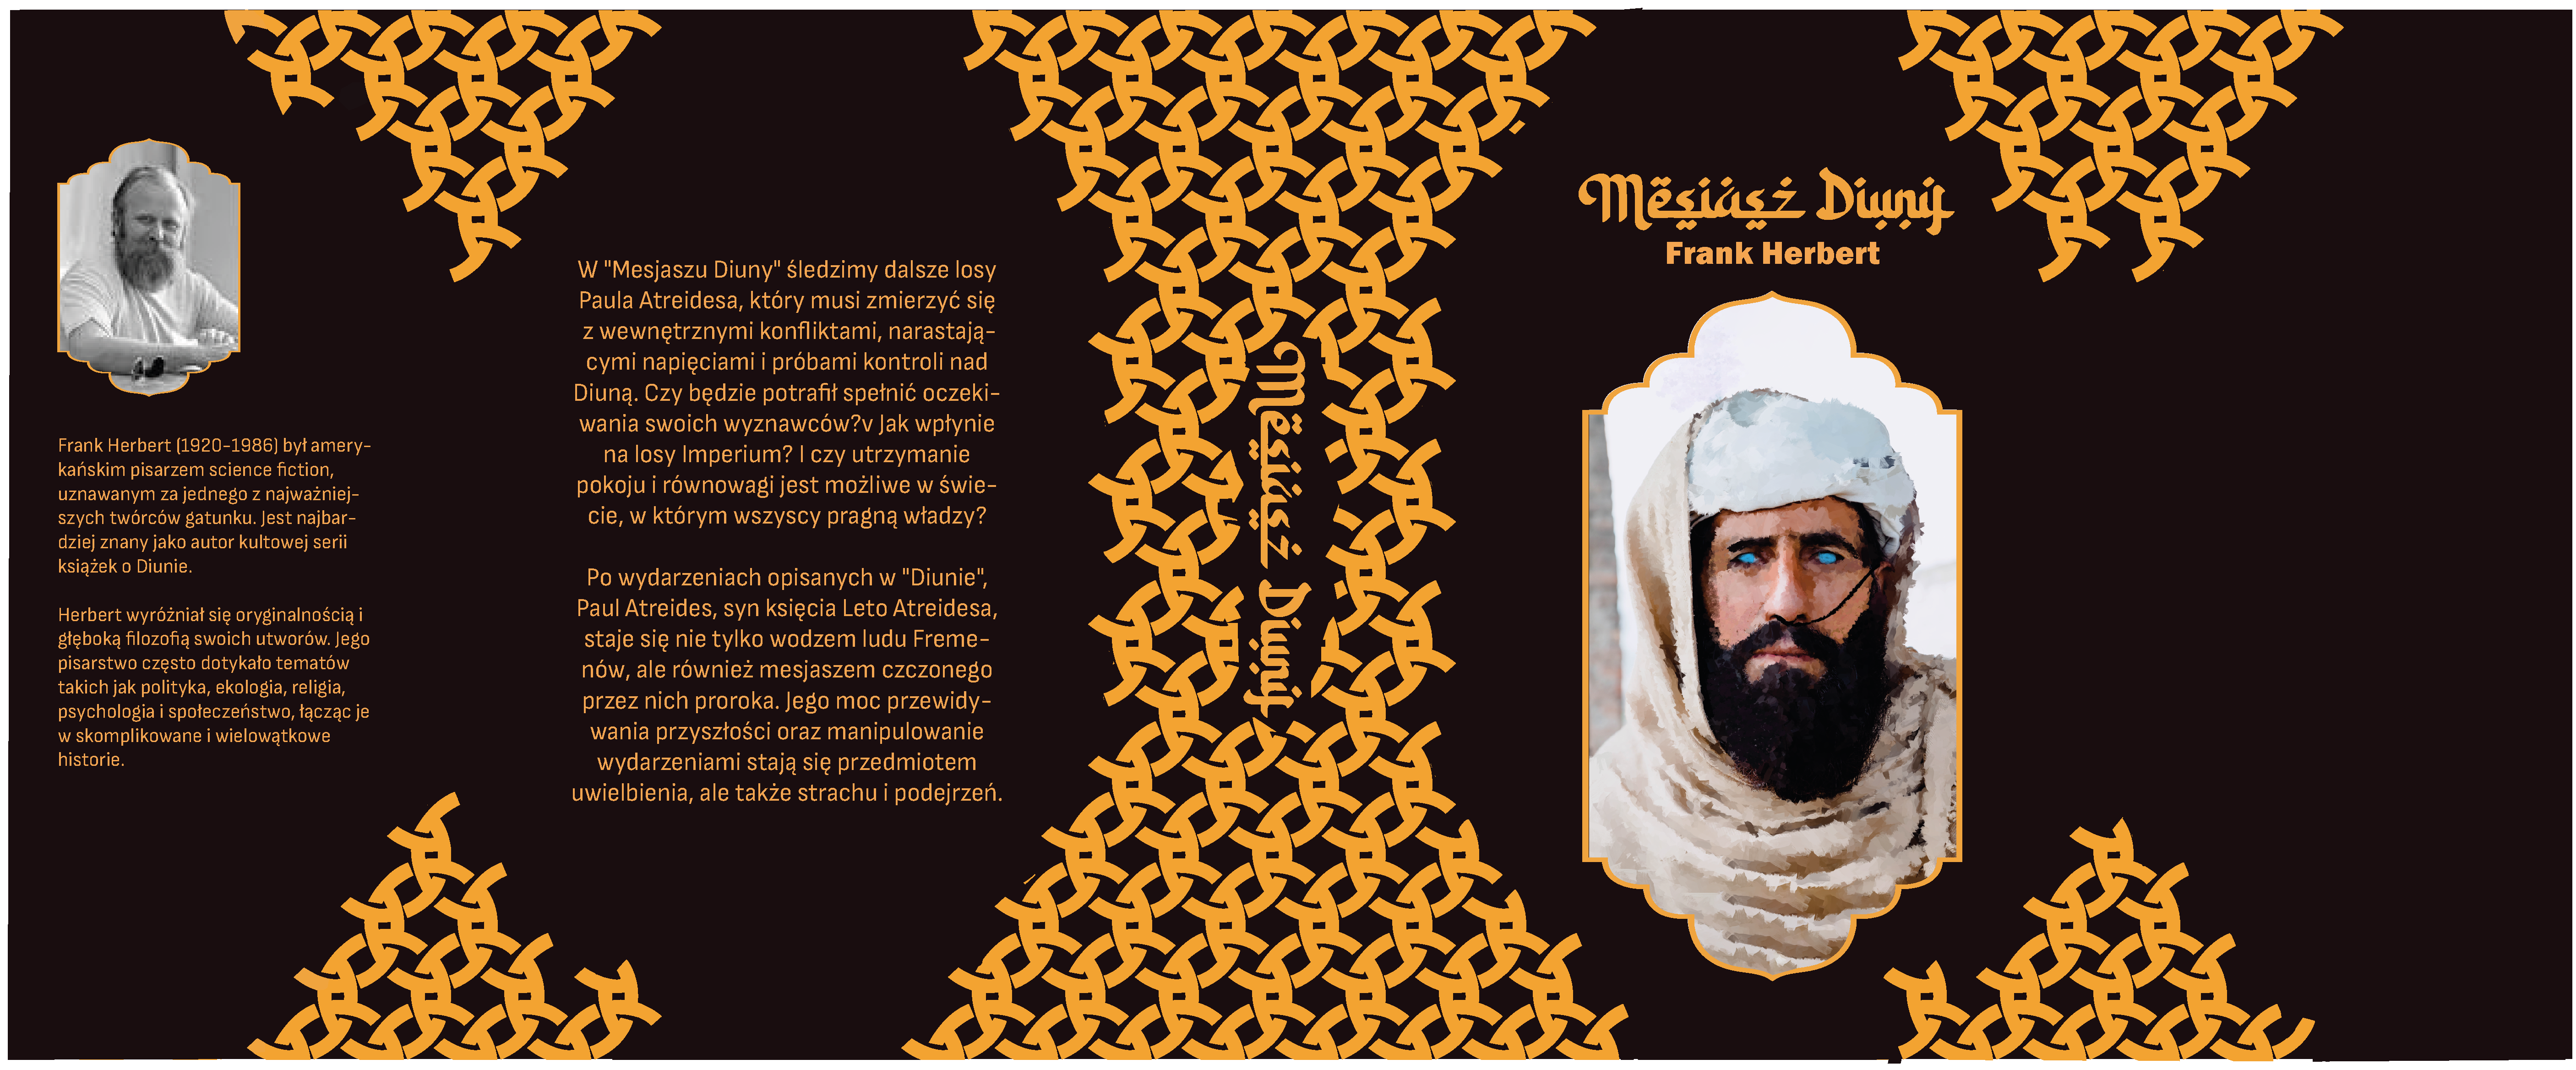 Frank Herbert (1920-1986) był amery-
kańskim pisarzem science fiction,
uznawanym za jednego z najważniej-
szych twórców gatunku. Jest najbar-
dziej znany jako autor kultowej serii
książek o Diunie.
Herbert wyróżniał się oryginalnością i
głęboką filozofią swoich utworów. Jego
pisarstwo często dotykało tematów
takich jak polityka, ekologia, religia,
psychologia i społeczeństwo, łącząc je
w skomplikowane i wielowątkowe
historie.
W "Mesjaszu Diuny" śledzimy dalsze losy
Paula Atreidesa, który musi zmierzyć się
z wewnętrznymi konfliktami, narastają-
cymi napięciami i próbami kontroli nad
Diuną. Czy będzie potrafił spełnić oczeki-
wania swoich wyznawców?v Jak wpłynie
na losy Imperium? I czy utrzymanie
pokoju i równowagi jest możliwe w świe-
cie, w którym wszyscy pragną władzy?
Po wydarzeniach opisanych w "Diunie",
Paul Atreides, syn księcia Leto Atreidesa,
staje się nie tylko wodzem ludu Freme-
nów, ale również mesjaszem czczonego
przez nich proroka. Jego moc przewidy-
wania przyszłości oraz manipulowanie
wydarzeniami stają się przedmiotem
uwielbienia, ale także strachu i podejrzeń.
Mesiasz Diuny
Mesiasz Diuny
Frank Herbert